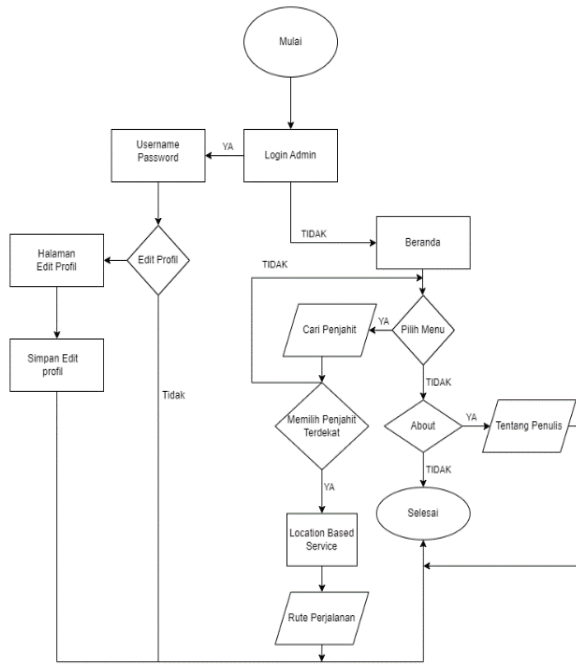 Mulai
Username
Password
YA
Login Admin
TIDAK
Beranda
Halaman
Edit Profil
Edit Profil
TIDAK
Cari Penjahit
YA
Pilih Menu
Simpan Edit
profil
Tidak
TIDAK
Memilih Penjahit
Terdekat
About
YA
Tentang Penulis
YA
TIDAK
Selesai
Location Based
Service
Rute Perjalanan